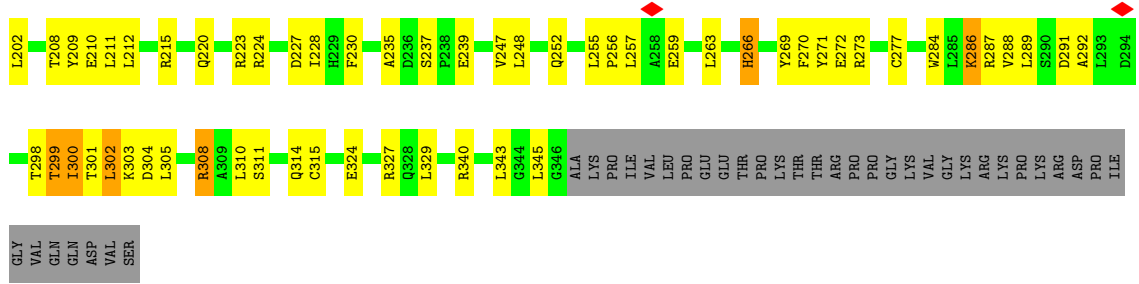 L202 T208 Y209 E210 L211 L212 R215 Q220 R223 R224 D227 I228 H229 F230 A235 D236 S237 P238 E239 V247 L248 Q252 L255 P256 L257 A258 E259 L263 H266 Y269 F270 Y271 E272 R273 C277 W284 L285 K286 R287 V288 L289 S290 D291 A292 L293 D294
T298 T299 I300 T301 L302 K303 D304 L305 R308 A309 L310 S311 Q314 C315 E324 R327 Q328 L329 R340 L343 G344 L345 G346 ALA LYS PRO ILE VAL LEU PRO GLU GLU THR PRO LYS THR THR ARG PRO PRO GLY LYS VAL GLY LYS ARG LYS PRO LYS ARG ASP PRO ILE
GLY VAL GLN GLN ASP VAL SER